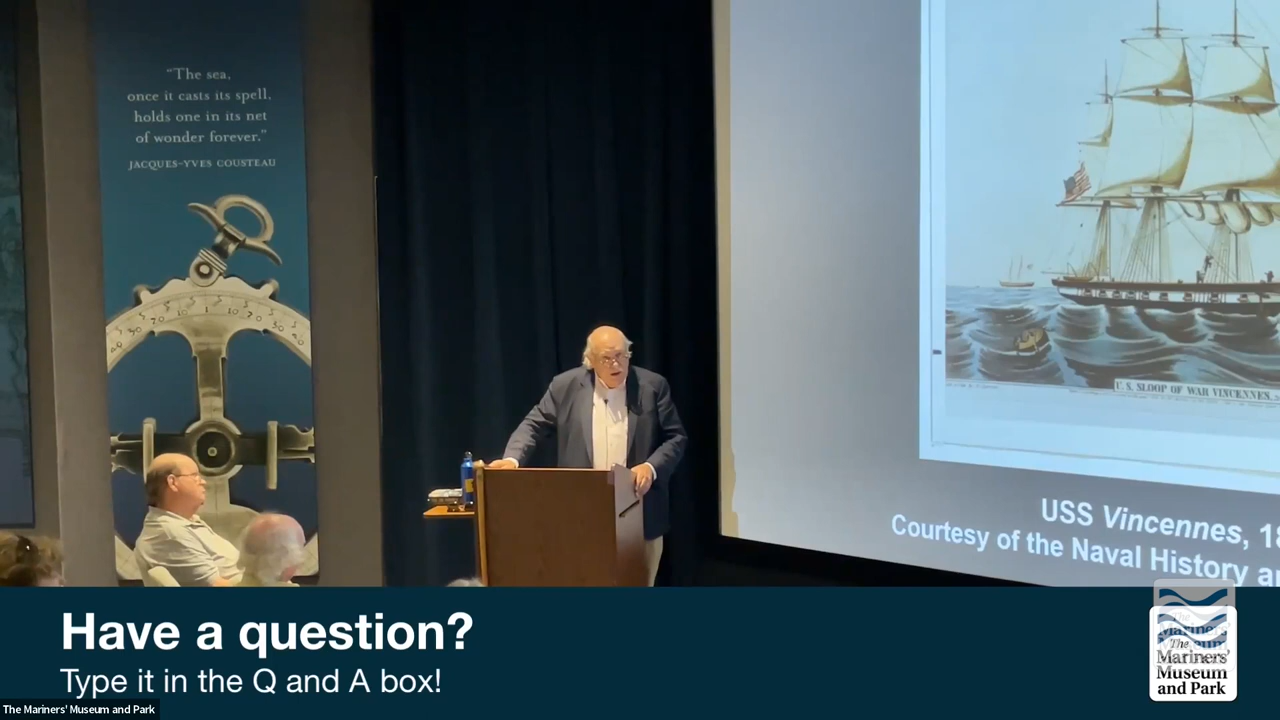 “The sea,
once it casts its spell,
holds one in its net
of wonder forever.”
JACQUES-YVES COUSTEAU
U. S. SLOOP OF WAR VINCENNES.
USS Vincennes, 18
Courtesy of the Naval History a
Have a question?
Type it in the Q and A box!
The
Mariners'
Museum
and Park
The Mariners' Museum and Park